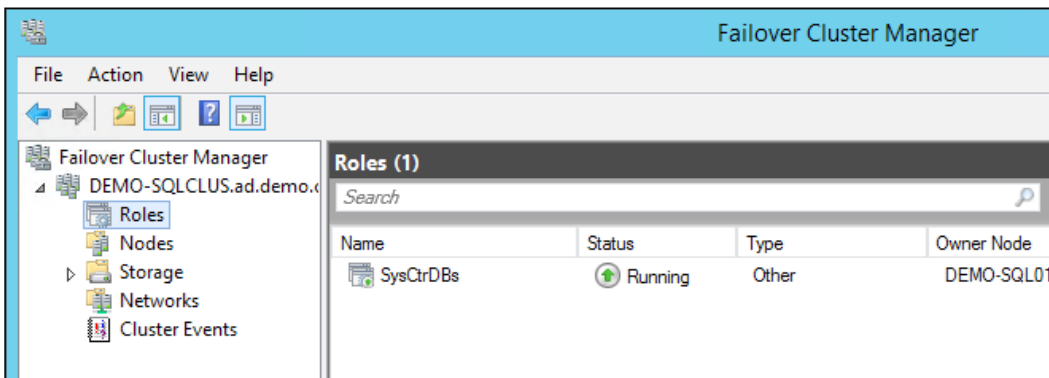 Failover Cluster Manager
File Action View Help
Failover Cluster Manager
DEMO-SQLCLUS.ad.demo.
Roles
Nodes
Storage
Networks
Cluster Events
Roles (1)
Search
Name Status Type Owner Node
SysCtrDBs Running Other DEMO-SQL01